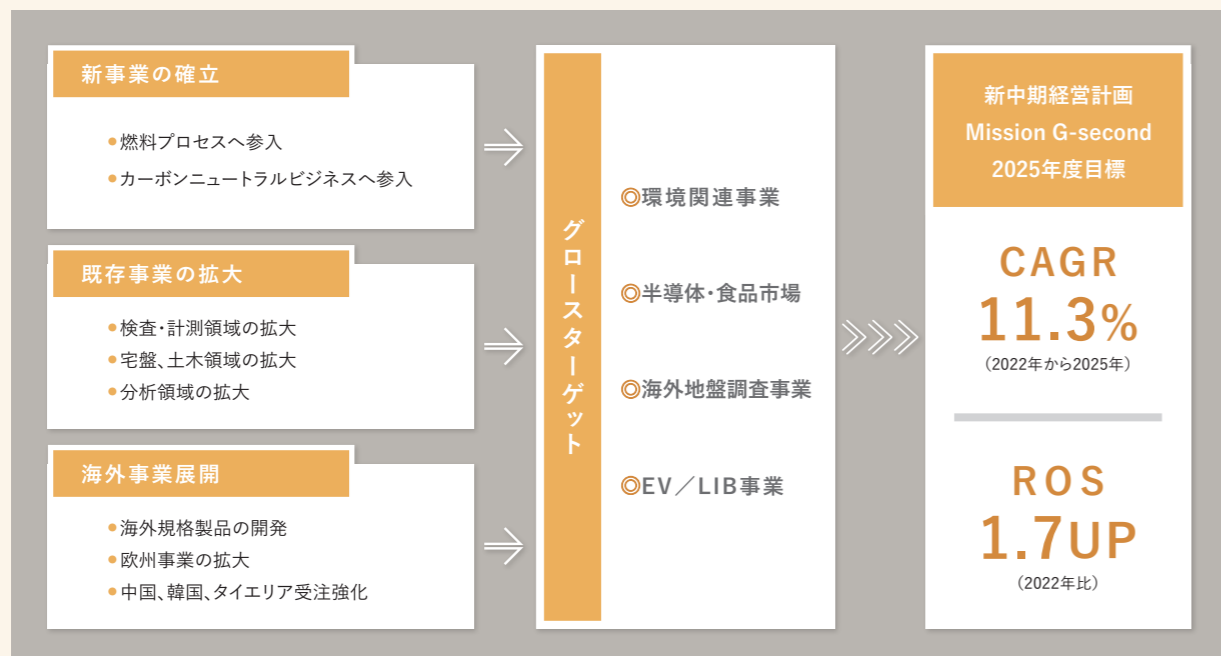 新事業の確立
●燃料プロセスへ参入
●カーボンニュートラルビジネスへ参入
既存事業の拡大
●検査・計測領域の拡大
●宅盤、土木領域の拡大
●分析領域の拡大
海外事業展開
●海外規格製品の開発
●欧州事業の拡大
●中国、韓国、タイエリア受注強化
グロースターゲット
◎環境関連事業
◎半導体・食品市場
◎海外地盤調査事業
◎EV／LIB事業
新中期経営計画
Mission G-second
2025年度目標
CAGR
11.3%
（2022年から2025年）
ROS
1.7UP
（2022年比）